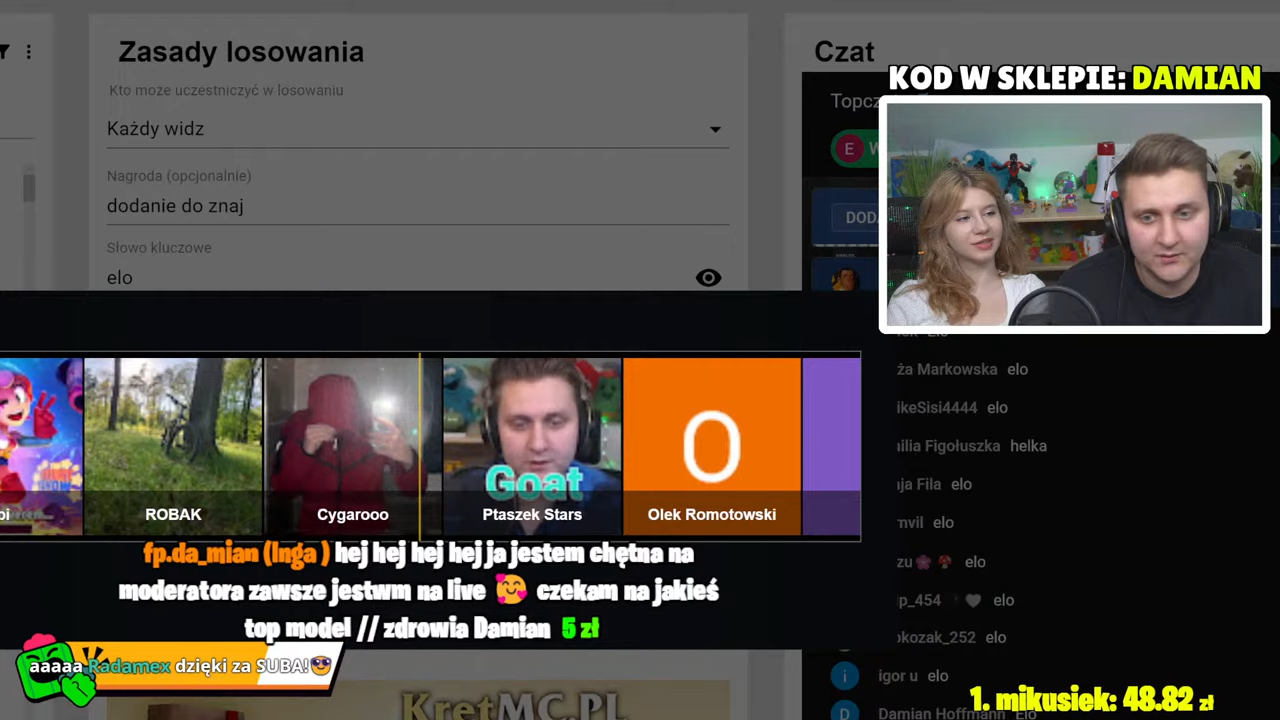 Zasady losowania
Kto może uczestniczyć w losowaniu
Każdy widz
Nagroda (opcjonalnie)
dodanie do znaj
Słowo kluczowe
elo
Czat
KOD W SKLEPIE: DAMIAN
E
ROBAK
Cygarooo
Goat
Ptaszek Stars
O
Olek Romotowski
ża Markowska elo
ikeSisi4444 elo
ilia Figołuszka helka
ja Fila elo
mvil elo
zu🌸 🍄 elo
p_454 🤍 elo
okozak_252 elo
i igor u elo
D Damian Hoffmann Elo
fp.da_mian (Inga ) hej hej hej hej ja jestem chętna na
moderatora zawsze jestwm na live 🥰 czekam na jakieś
top model // zdrowia Damian 5 zł
aaaaa Radamex dzięki za SUBA!😎
KretMC.PL
1. mikusiek: 48.82 zł